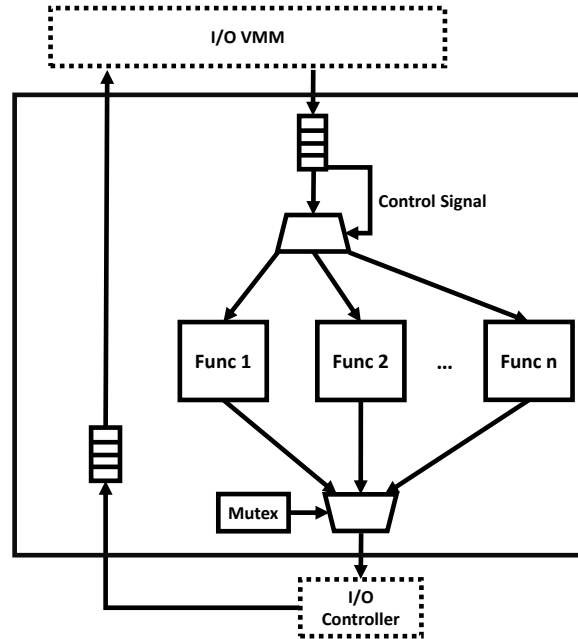 I/O VMM
Control Signal
Func 1
Func 2
...
Func n
Mutex
I/O
Controller